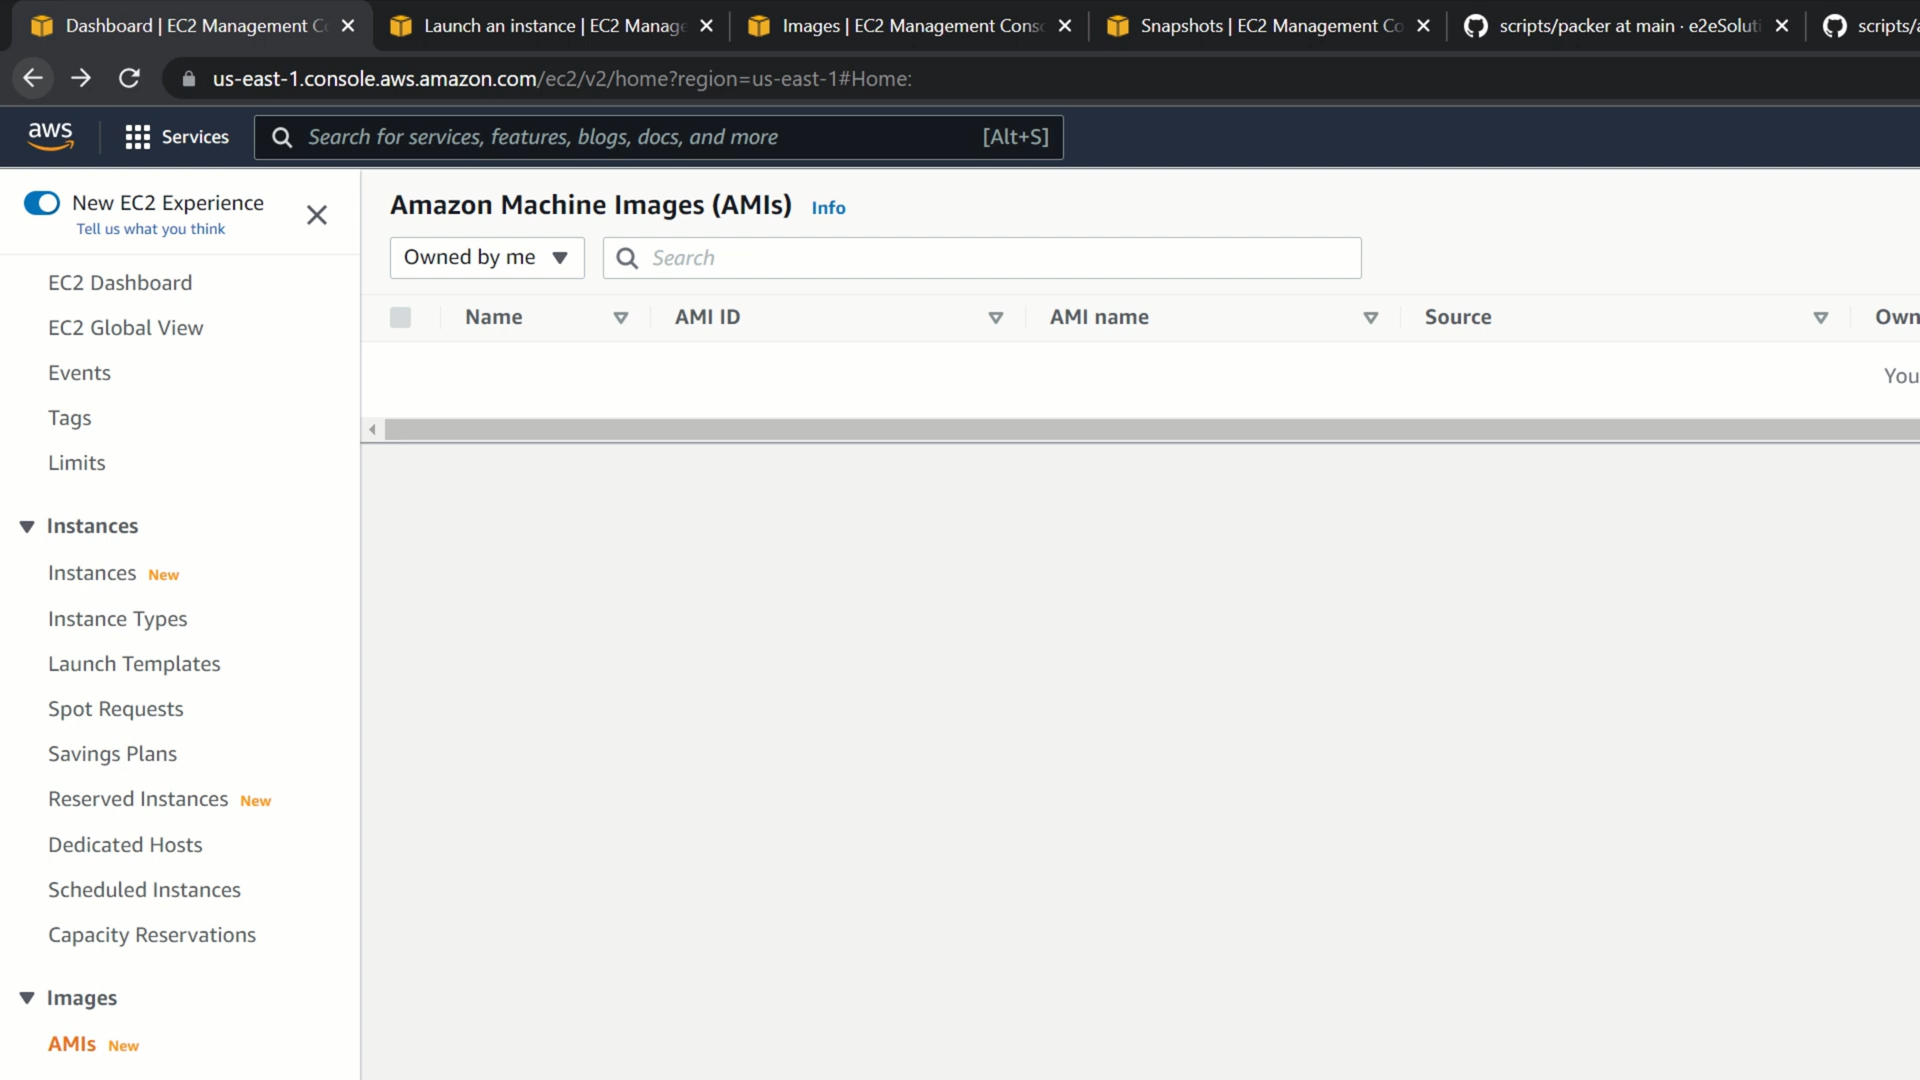 Dashboard | EC2 Management Co
Launch an instance | EC2 Manage
Images | EC2 Management Conso
Snapshots | EC2 Management Co
scripts/packer at main · e2eSoluti
scripts/a
us-east-1.console.aws.amazon.com/ec2/v2/home?region=us-east-1#Home:
aws
Services
Search for services, features, blogs, docs, and more
[Alt+S]
New EC2 Experience
Tell us what you think
EC2 Dashboard
EC2 Global View
Events
Tags
Limits
Instances
Instances New
Instance Types
Launch Templates
Spot Requests
Savings Plans
Reserved Instances New
Dedicated Hosts
Scheduled Instances
Capacity Reservations
Images
AMIs New
Amazon Machine Images (AMIs) Info
Owned by me
Search
Name
AMI ID
AMI name
Source
Own
You